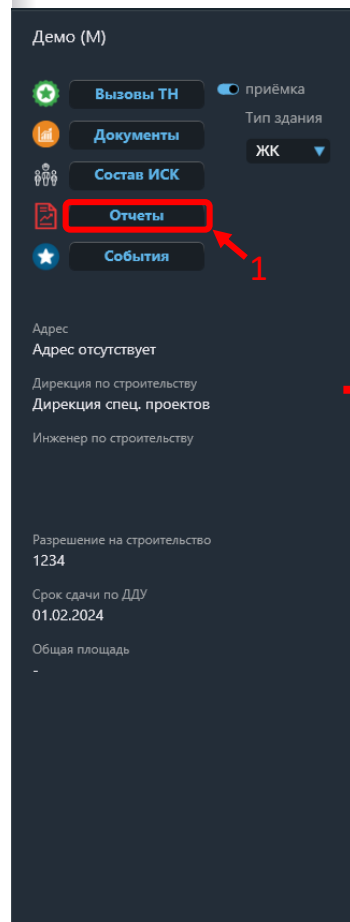 Демо (М)
Вызовы ТН
приёмка
Документы
Тип здания
ЖК
Состав ИСК
Отчеты
События
1
Адрес
Адрес отсутствует
Дирекция по строительству
Дирекция спец. проектов
Инженер по строительству
Разрешение на строительство
1234
Срок сдачи по ДДУ
01.02.2024
Общая площадь
-